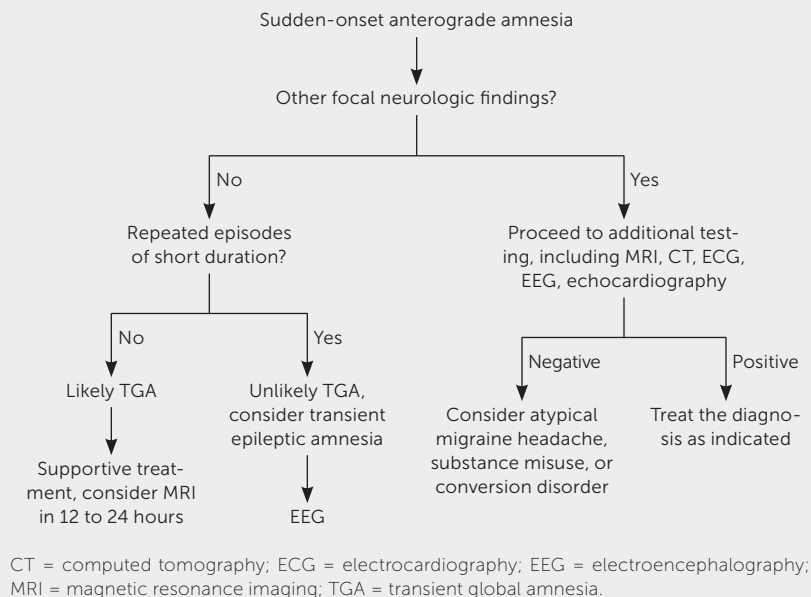 Sudden-onset anterograde amnesia
Other focal neurologic findings?
No
Yes
Repeated episodes
of short duration?
Proceed to additional test-
ing, including MRI, CT, ECG,
EEG, echocardiography
No
Yes
Negative
Positive
Likely TGA
Unlikely TGA,
consider transient
epileptic amnesia
Consider atypical
migraine headache,
substance misuse, or
conversion disorder
Treat the diagno-
sis as indicated
Supportive treat-
ment, consider MRI
in 12 to 24 hours
EEG
CT = computed tomography; ECG = electrocardiography; EEG = electroencephalography;
MRI = magnetic resonance imaging; TGA = transient global amnesia.